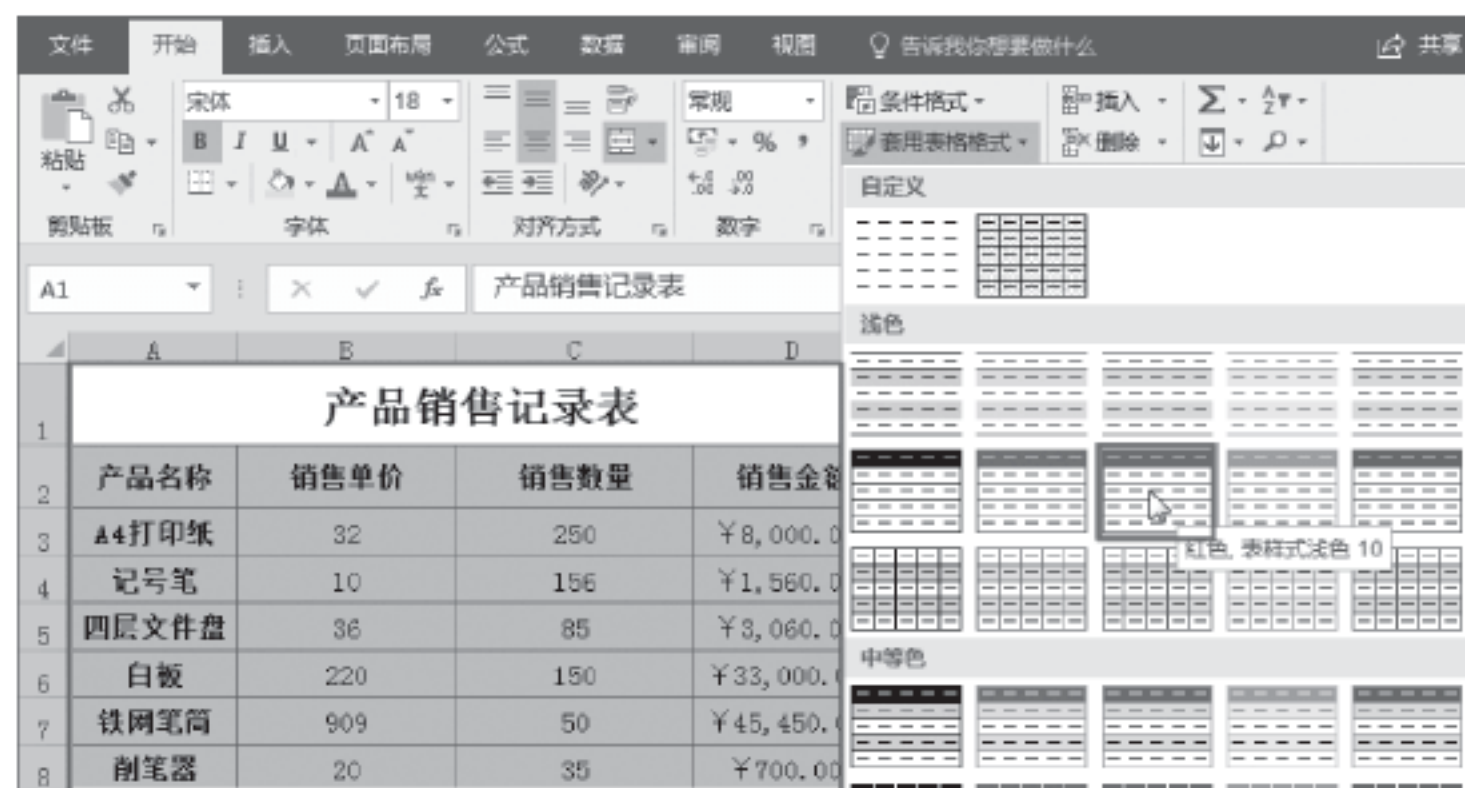 文件 开始 插入 页面布局 公式 数据 审阅 视图 告诉我你想要做什么 共享
宋体 18 常规 条件格式 插入
B I U % 套用表格格式 删除
粘贴
剪贴板 字体 对齐方式 数字
自定义
A1 fx 产品销售记录表
浅色
A B C D
1 产品销售记录表
2 产品名称 销售单价 销售数量 销售金额
3 A4打印纸 32 250 ¥8,000.0
4 记号笔 10 156 ¥1,560.0
5 四层文件盘 36 85 ¥3,060.0
6 白板 220 150 ¥33,000.
7 铁网笔筒 909 50 ¥45,450.
8 削笔器 20 35 ¥700.00
红色, 表样式浅色 10
中等色